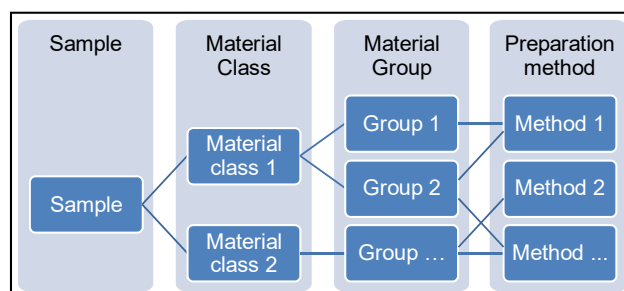 Sample
Material
Class
Material
Group
Preparation
method
Sample
Material
class 1
Material
class 2
Group 1
Group 2
Group …
Method 1
Method 2
Method ...